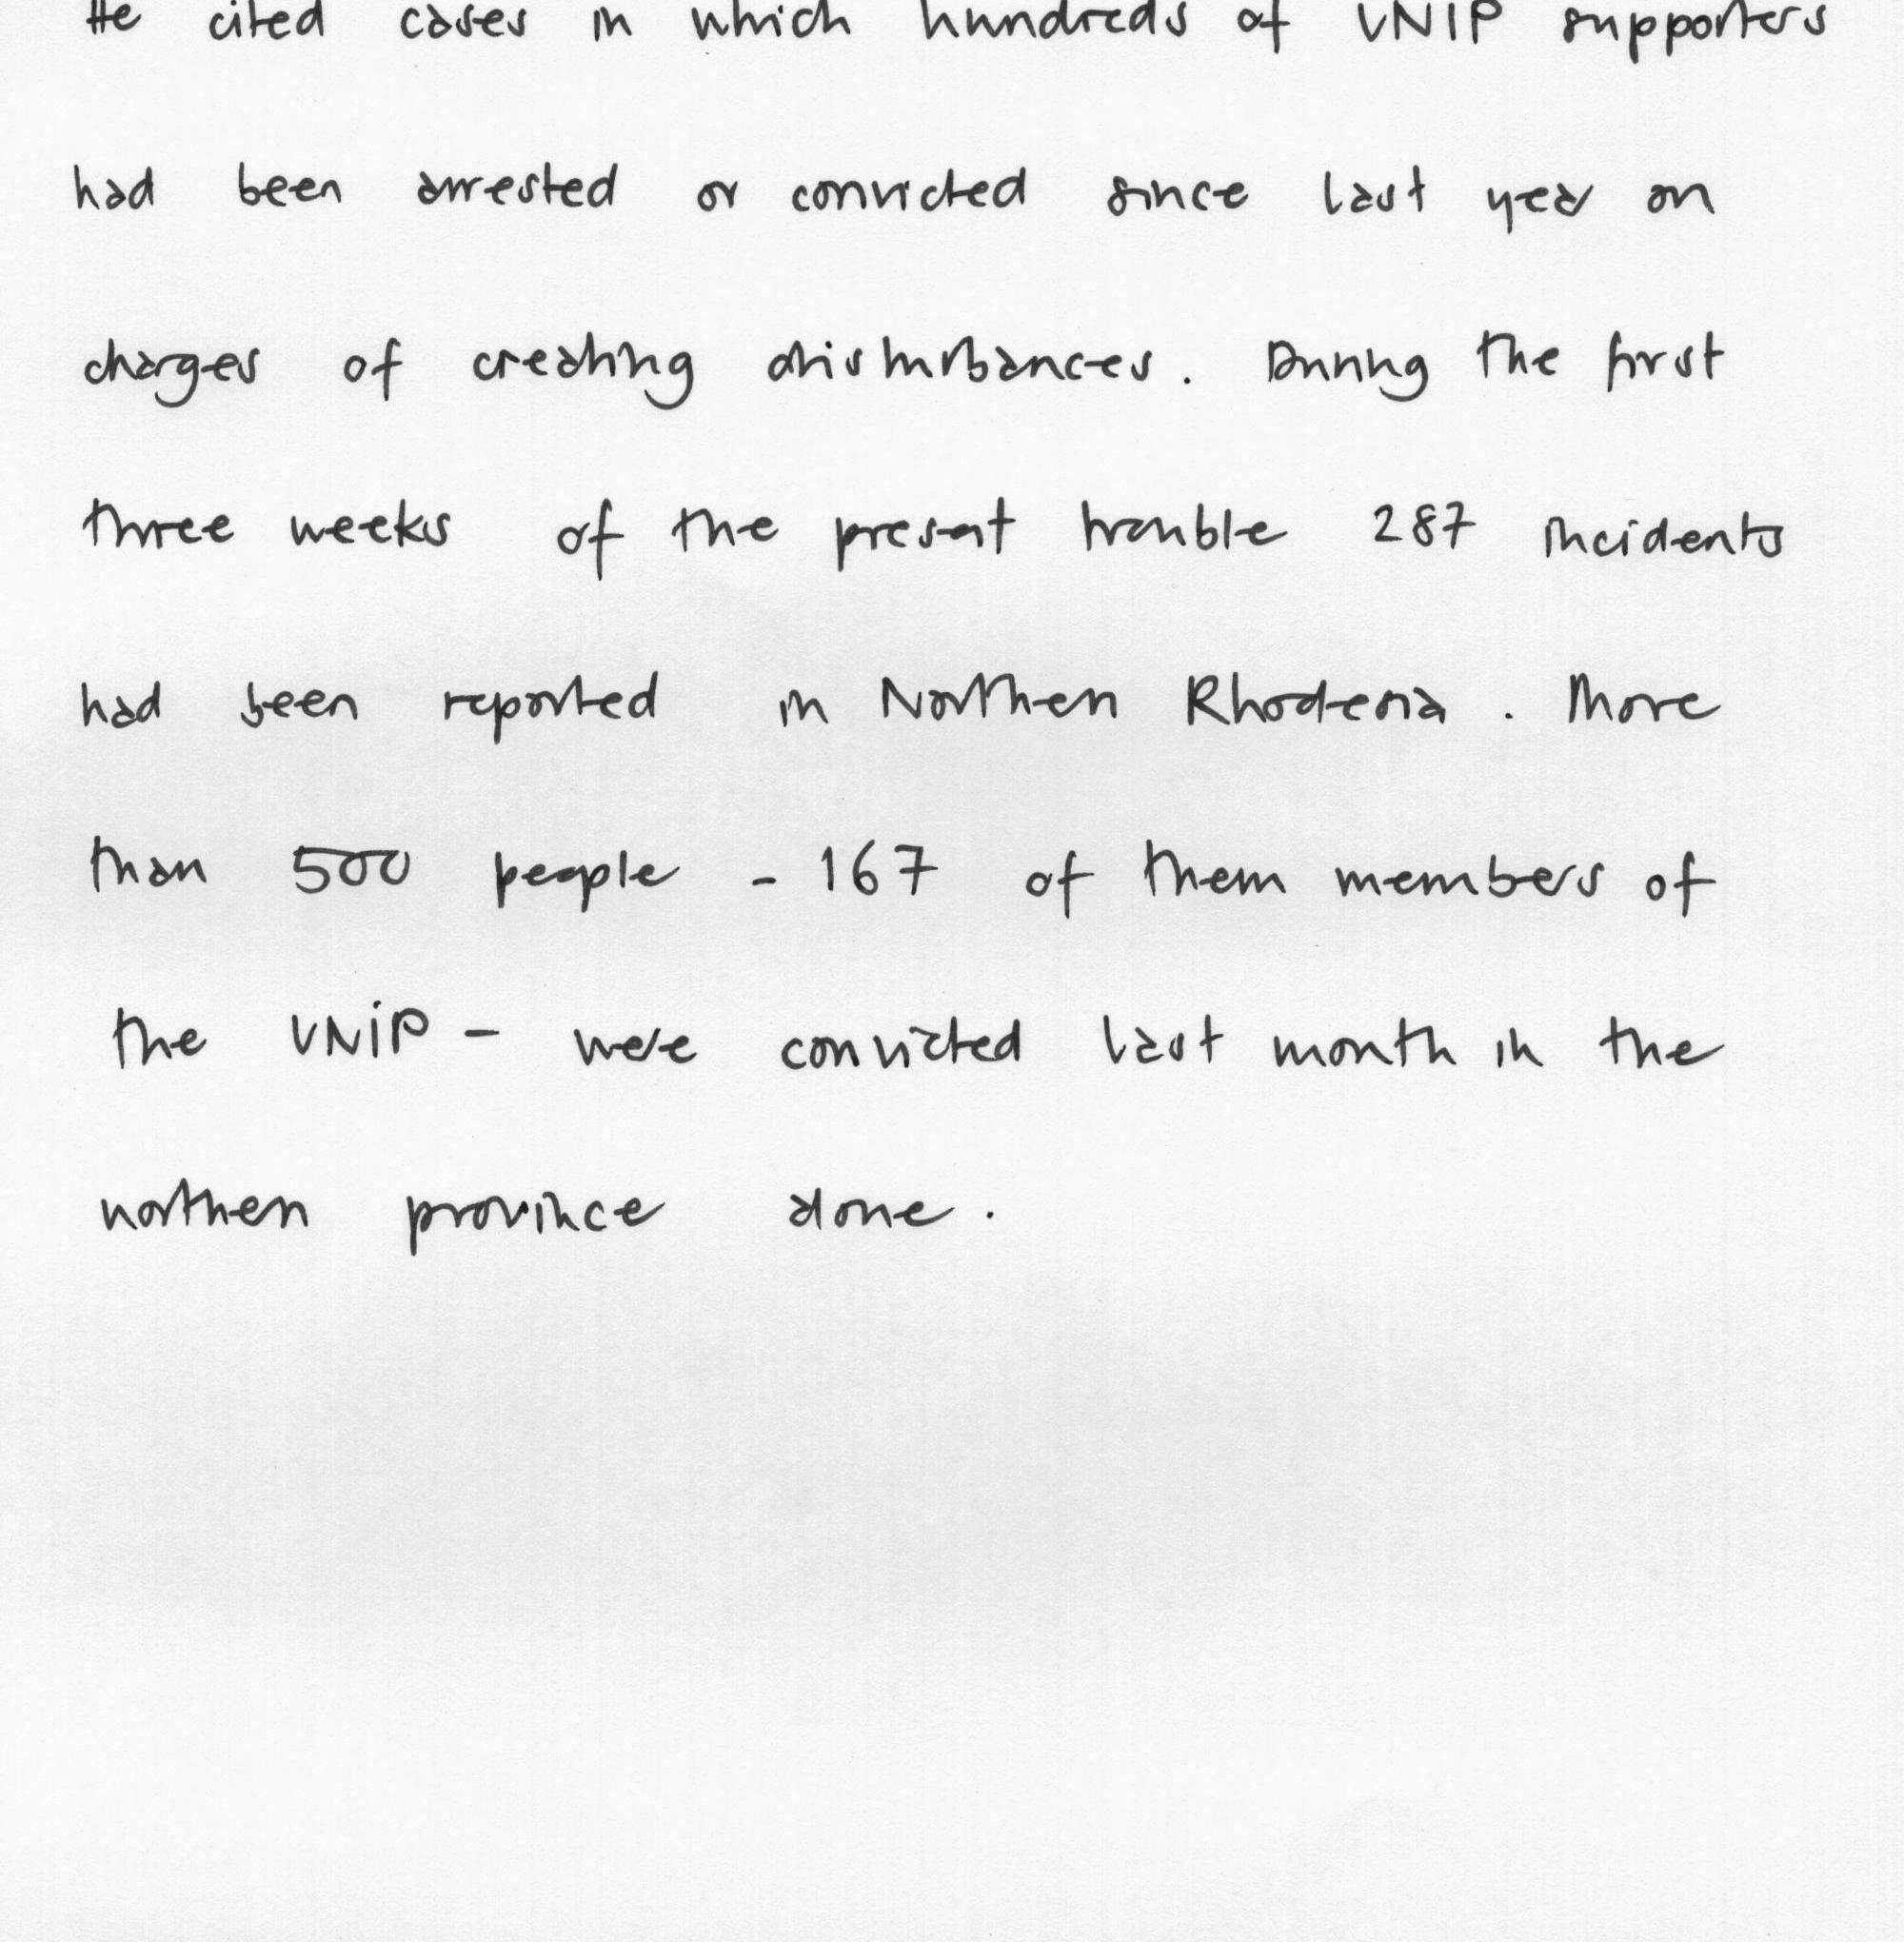 He cited cases in which hundreds of UNIP supporters
had been arrested or convicted since last year on
charges of creating disturbances. During the first
three weeks of the present trouble 287 incidents
had been reported in Northen Rhodesia. More
than 500 people - 167 of them members of
the UNIP - were convicted last month in the
northen province alone.